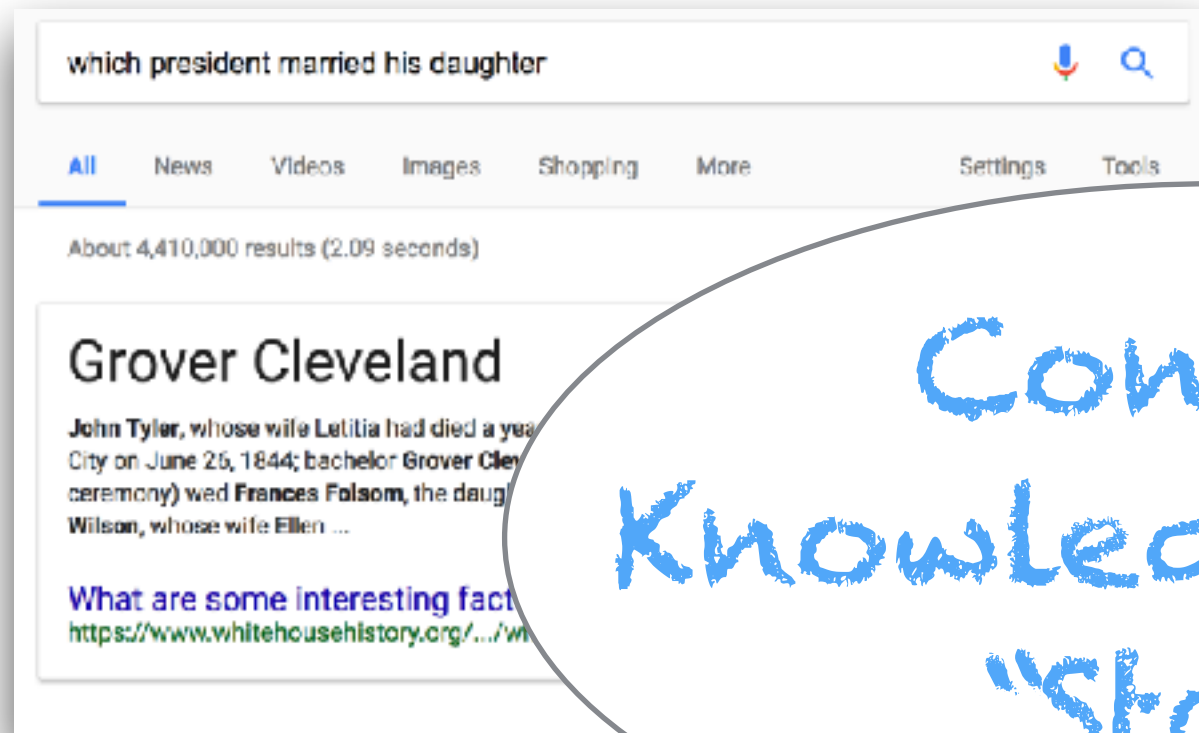 which president married his daughter
All News Videos Images Shopping More Settings Tools
About 4,410,000 results (2.09 seconds)
Grover Cleveland
John Tyler, whose wife Letitia had died a yea
City on June 26, 1844; bachelor Grover Clev
ceremony) wed Frances Folsom, the daug
Wilson, whose wife Ellen ...
What are some interesting fact
https://www.whitehousehistory.org/.../w
Con
Knowled
"Sta